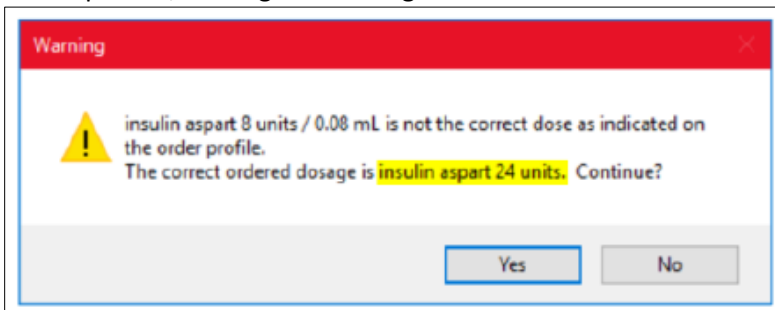 Warning
insulin aspart 8 units / 0.08 mL is not the correct dose as indicated on
the order profile.
The correct ordered dosage is insulin aspart 24 units. Continue?
Yes No